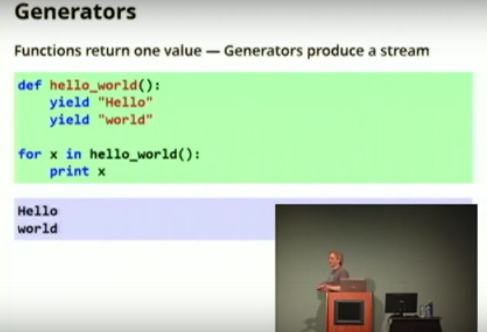 Generators
Functions return one value — Generators produce a stream
def hello_world():
    yield "Hello"
    yield "world"
for x in hello_world():
    print x
Hello
world